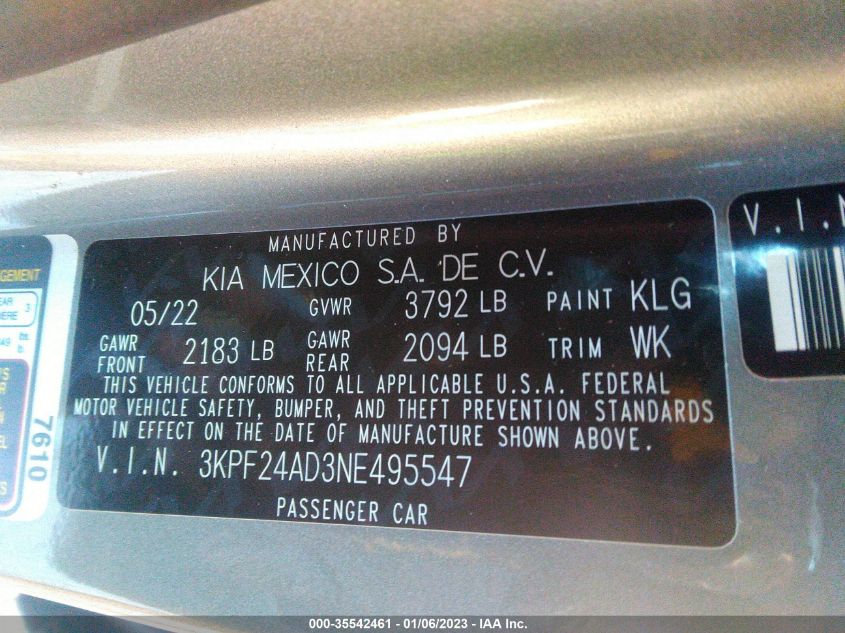 MANUFACTURED BY
KIA MEXICO S.A. DE C.V.
05/22 GVWR 3792 LB PAINT KLG
GAWR FRONT 2183 LB GAWR REAR 2094 LB TRIM WK
THIS VEHICLE CONFORMS TO ALL APPLICABLE U.S.A. FEDERAL
MOTOR VEHICLE SAFETY, BUMPER, AND THEFT PREVENTION STANDARDS
IN EFFECT ON THE DATE OF MANUFACTURE SHOWN ABOVE.
V.I.N. 3KPF24AD3NE495547
PASSENGER CAR
7610
V.I.N
000-35542461 - 01/06/2023 - IAA Inc.